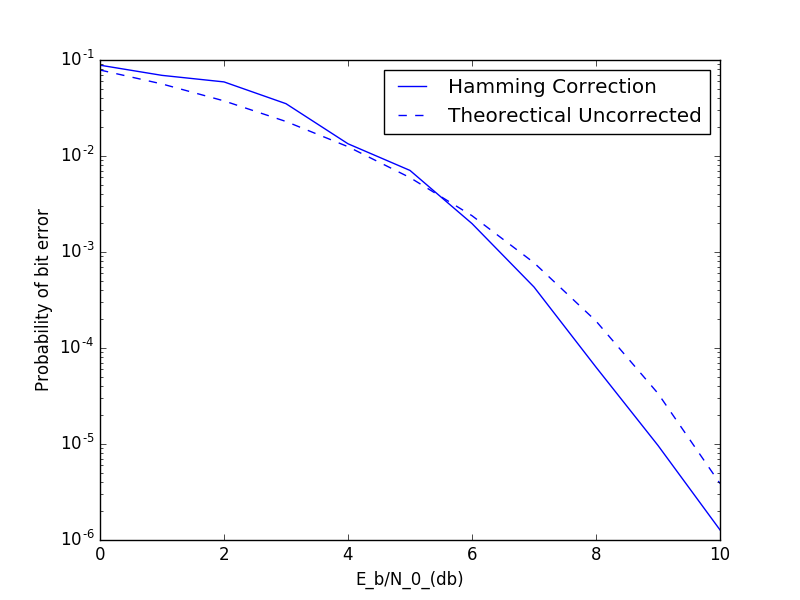 10^-1
10^-2
10^-3
10^-4
10^-5
10^-6
Hamming Correction
Theorectical Uncorrected
Probability of bit error
0 2 4 6 8 10
E_b/N_0_(db)